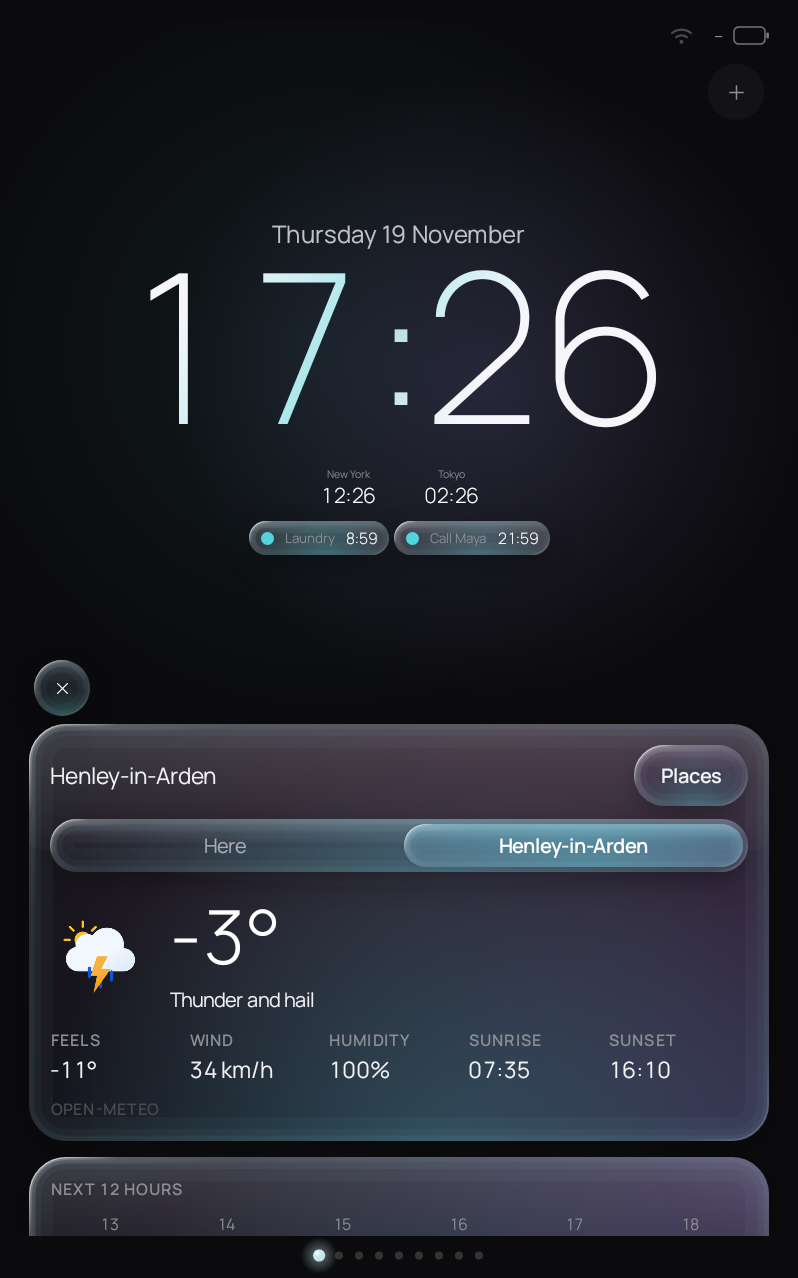 Thursday 19 November
17:26
New York Tokyo
12:26 02:26
Laundry 8:59 Call Maya 21:59
Henley-in-Arden Places
Here Henley-in-Arden
-3°
Thunder and hail
FEELS WIND HUMIDITY SUNRISE SUNSET
-11° 34 km/h 100% 07:35 16:10
OPEN-METEO
NEXT 12 HOURS
13 14 15 16 17 18